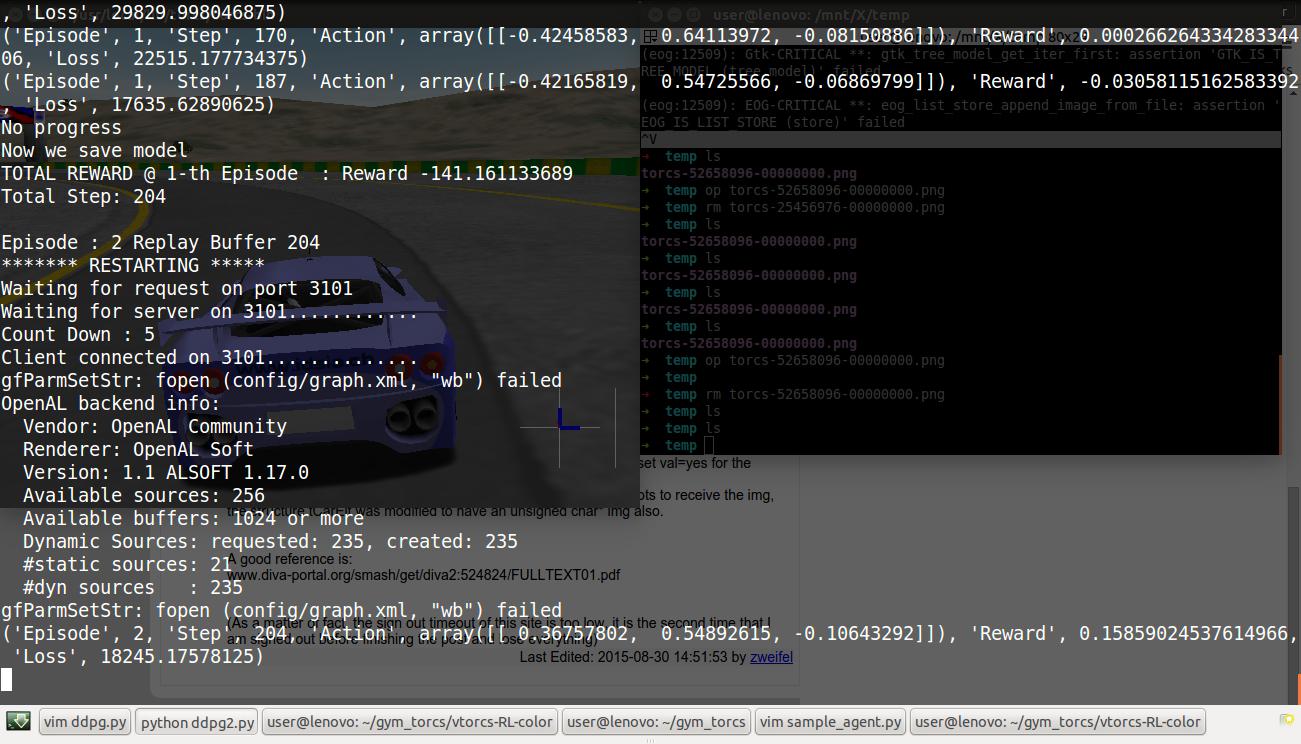 , 'Loss', 29829.998046875)
('Episode', 1, 'Step', 170, 'Action', array([[-0.42458583,  0.64113972, -0.08150886]]), 'Reward', 0.000266264334283344
06, 'Loss', 22515.177734375)
('Episode', 1, 'Step', 187, 'Action', array([[-0.42165819,  0.54725566, -0.06869799]]), 'Reward', -0.03058115162583392
, 'Loss', 17635.62890625)
No progress
Now we save model
TOTAL REWARD @ 1-th Episode  : Reward -141.161133689
Total Step: 204
Episode : 2 Replay Buffer 204
******* RESTARTING *****
Waiting for request on port 3101
Waiting for server on 3101............
Count Down : 5
Client connected on 3101..............
gfParmSetStr: fopen (config/graph.xml, "wb") failed
OpenAL backend info:
  Vendor: OpenAL Community
  Renderer: OpenAL Soft
  Version: 1.1 ALSOFT 1.17.0
  Available sources: 256
  Available buffers: 1024 or more
  Dynamic Sources: requested: 235, created: 235
  #static sources: 21
  #dyn sources   : 235
gfParmSetStr: fopen (config/graph.xml, "wb") failed
('Episode', 2, 'Step', 204, 'Action', array([[ 0.36757802,  0.54892615, -0.10643292]]), 'Reward', 0.15859024537614966,
 'Loss', 18245.17578125)
user@lenovo: /mnt/X/temp
(eog:12509): Gtk-CRITICAL **: gtk_tree_model_get_iter_first: assertion 'GTK_IS_T
REE_MODEL (tree_model)' failed
(eog:12509): EOG-CRITICAL **: eog_list_store_append_image_from_file: assertion '
EOG_IS_LIST_STORE (store)' failed
^V
→ temp ls
torcs-52658096-00000000.png
→ temp op torcs-52658096-00000000.png
→ temp rm torcs-25456976-00000000.png
→ temp ls
torcs-52658096-00000000.png
→ temp ls
torcs-52658096-00000000.png
→ temp ls
torcs-52658096-00000000.png
→ temp ls
torcs-52658096-00000000.png
→ temp op torcs-52658096-00000000.png
→ temp
→ temp rm torcs-52658096-00000000.png
→ temp ls
→ temp ls
→ temp
set val=yes for the
ots to receive the img,
the structure tCarElt was modified to have an unsigned char* img also.
A good reference is:
www.diva-portal.org/smash/get/diva2:524824/FULLTEXT01.pdf
(As a matter of fact, the sign out timeout of this site is too low, it is the second time that I
am signed out before finishing the post and lose everything)
Last Edited: 2015-08-30 14:51:53 by zweifel
vim ddpg.py
python ddpg2.py
user@lenovo: ~/gym_torcs/vtorcs-RL-color
user@lenovo: ~/gym_torcs
vim sample_agent.py
user@lenovo: ~/gym_torcs/vtorcs-RL-color